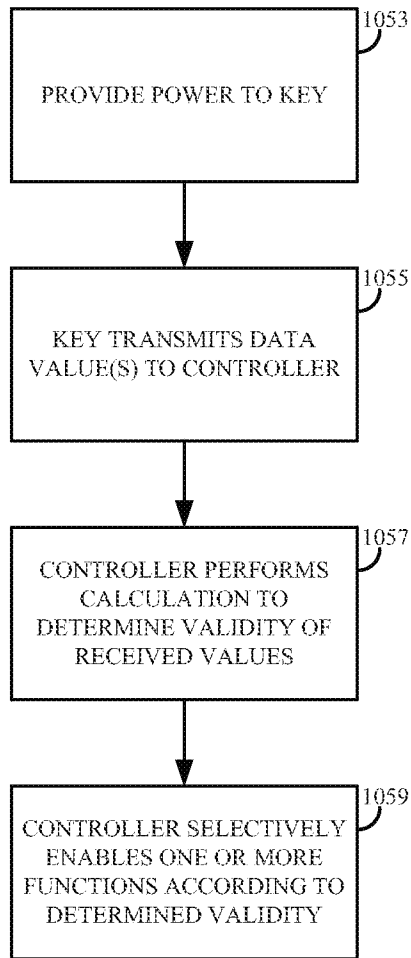 1053
PROVIDE POWER TO KEY
1055
KEY TRANSMITS DATA
VALUE(S) TO CONTROLLER
1057
CONTROLLER PERFORMS
CALCULATION TO
DETERMINE VALIDITY OF
RECEIVED VALUES
1059
CONTROLLER SELECTIVELY
ENABLES ONE OR MORE
FUNCTIONS ACCORDING TO
DETERMINED VALIDITY